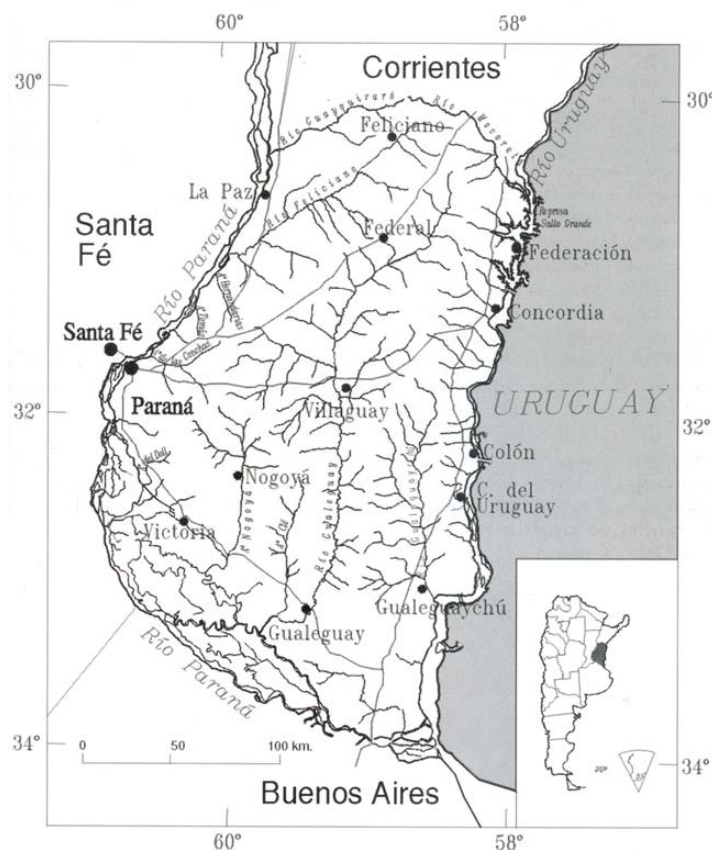 60°
58°
30°
30°
Corrientes
Río Guayquiraró
Río Mocoretá
Feliciano
Río Uruguay
La Paz
Río Feliciano
Santa
Fé
Río Paraná
Federal
Represa
Salto Grande
Federación
Concordia
Santa Fé
Paraná
Villaguay
URUGUAY
32°
32°
Colón
Nogoyá
C. del
Uruguay
Aº Nogoyá
Río Gualeguay
Victoria
Gualeguay
Gualeguaychú
Río Paraná
34°
34°
0 50 100 km.
Buenos Aires
60°
58°